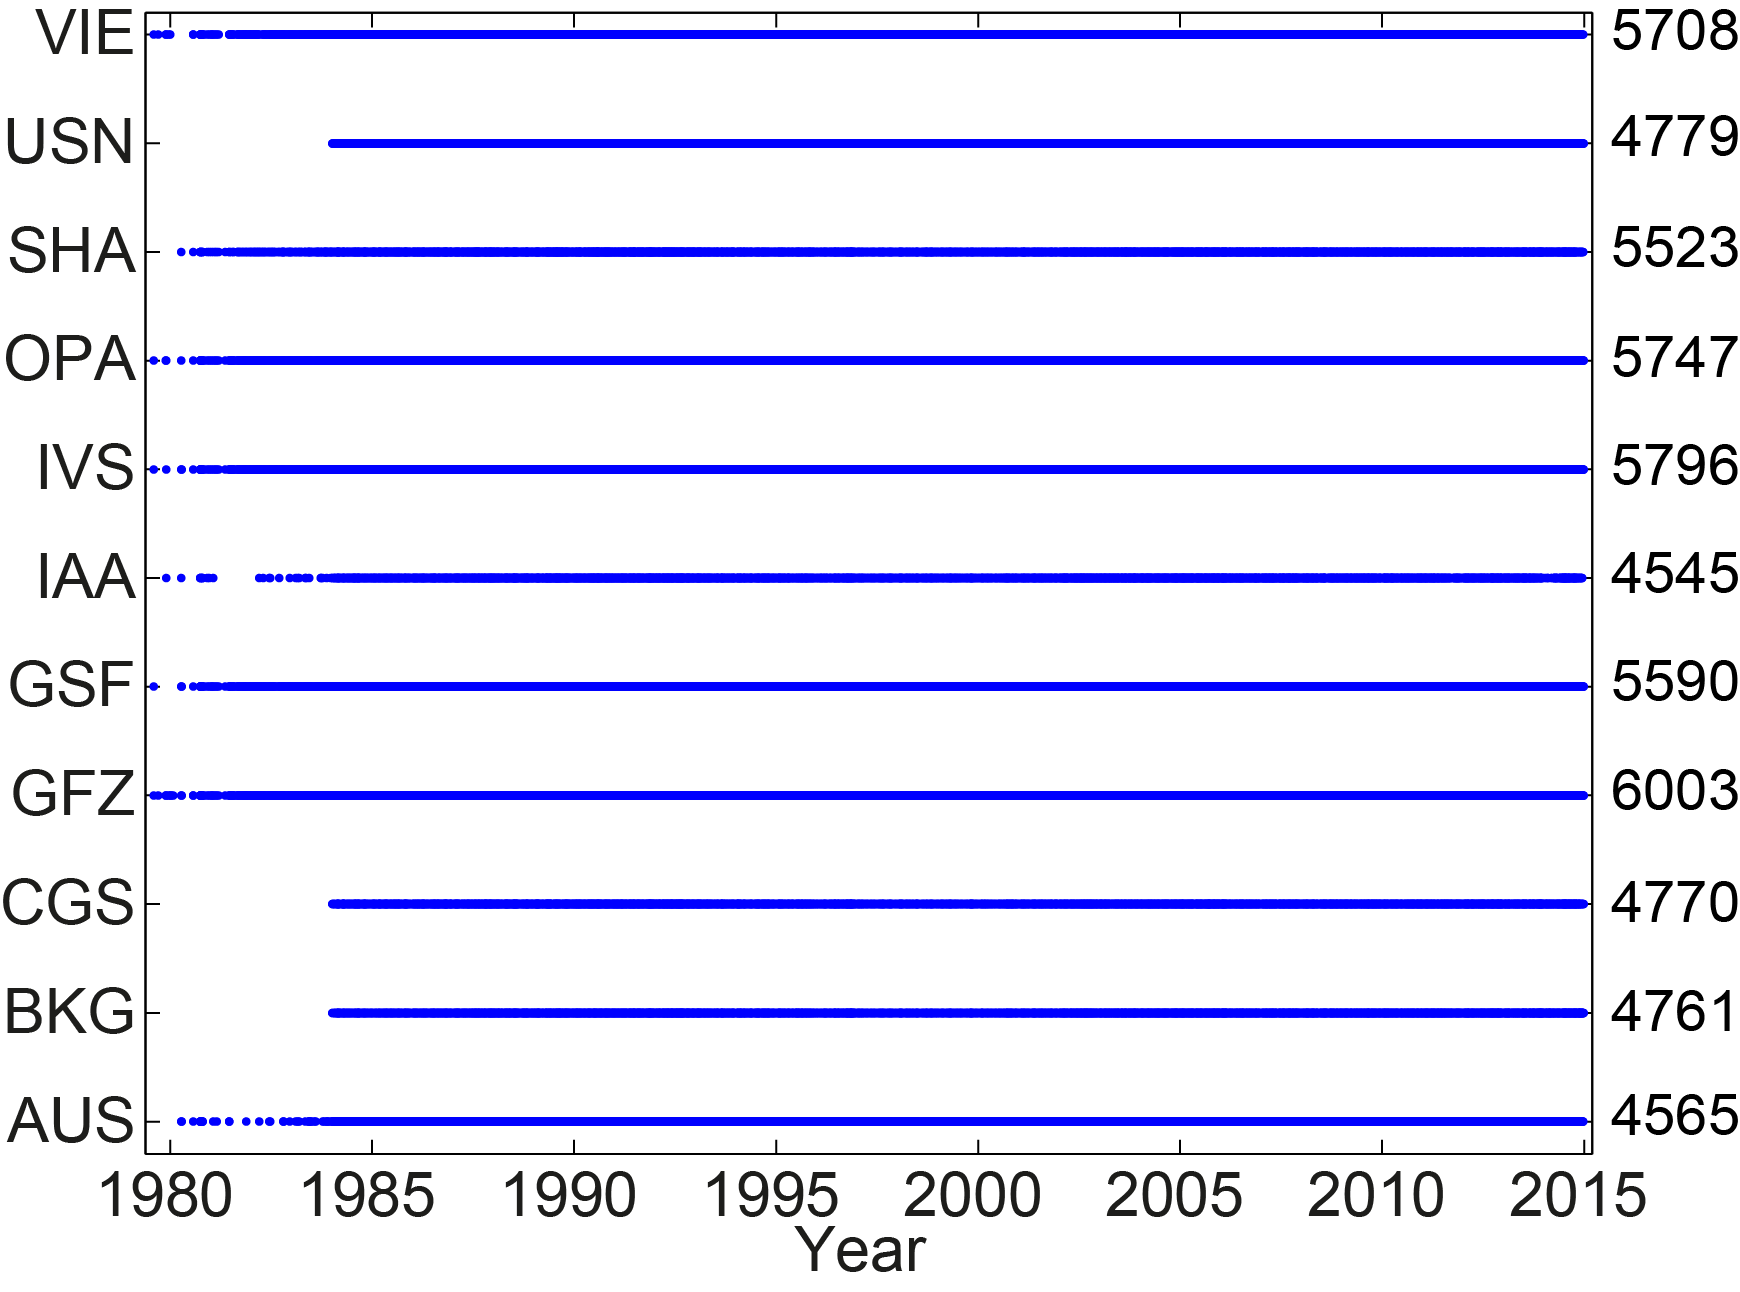 VIE 5708
USN 4779
SHA 5523
OPA 5747
IVS 5796
IAA 4545
GSF 5590
GFZ 6003
CGS 4770
BKG 4761
AUS 4565
1980 1985 1990 1995 2000 2005 2010 2015
Year